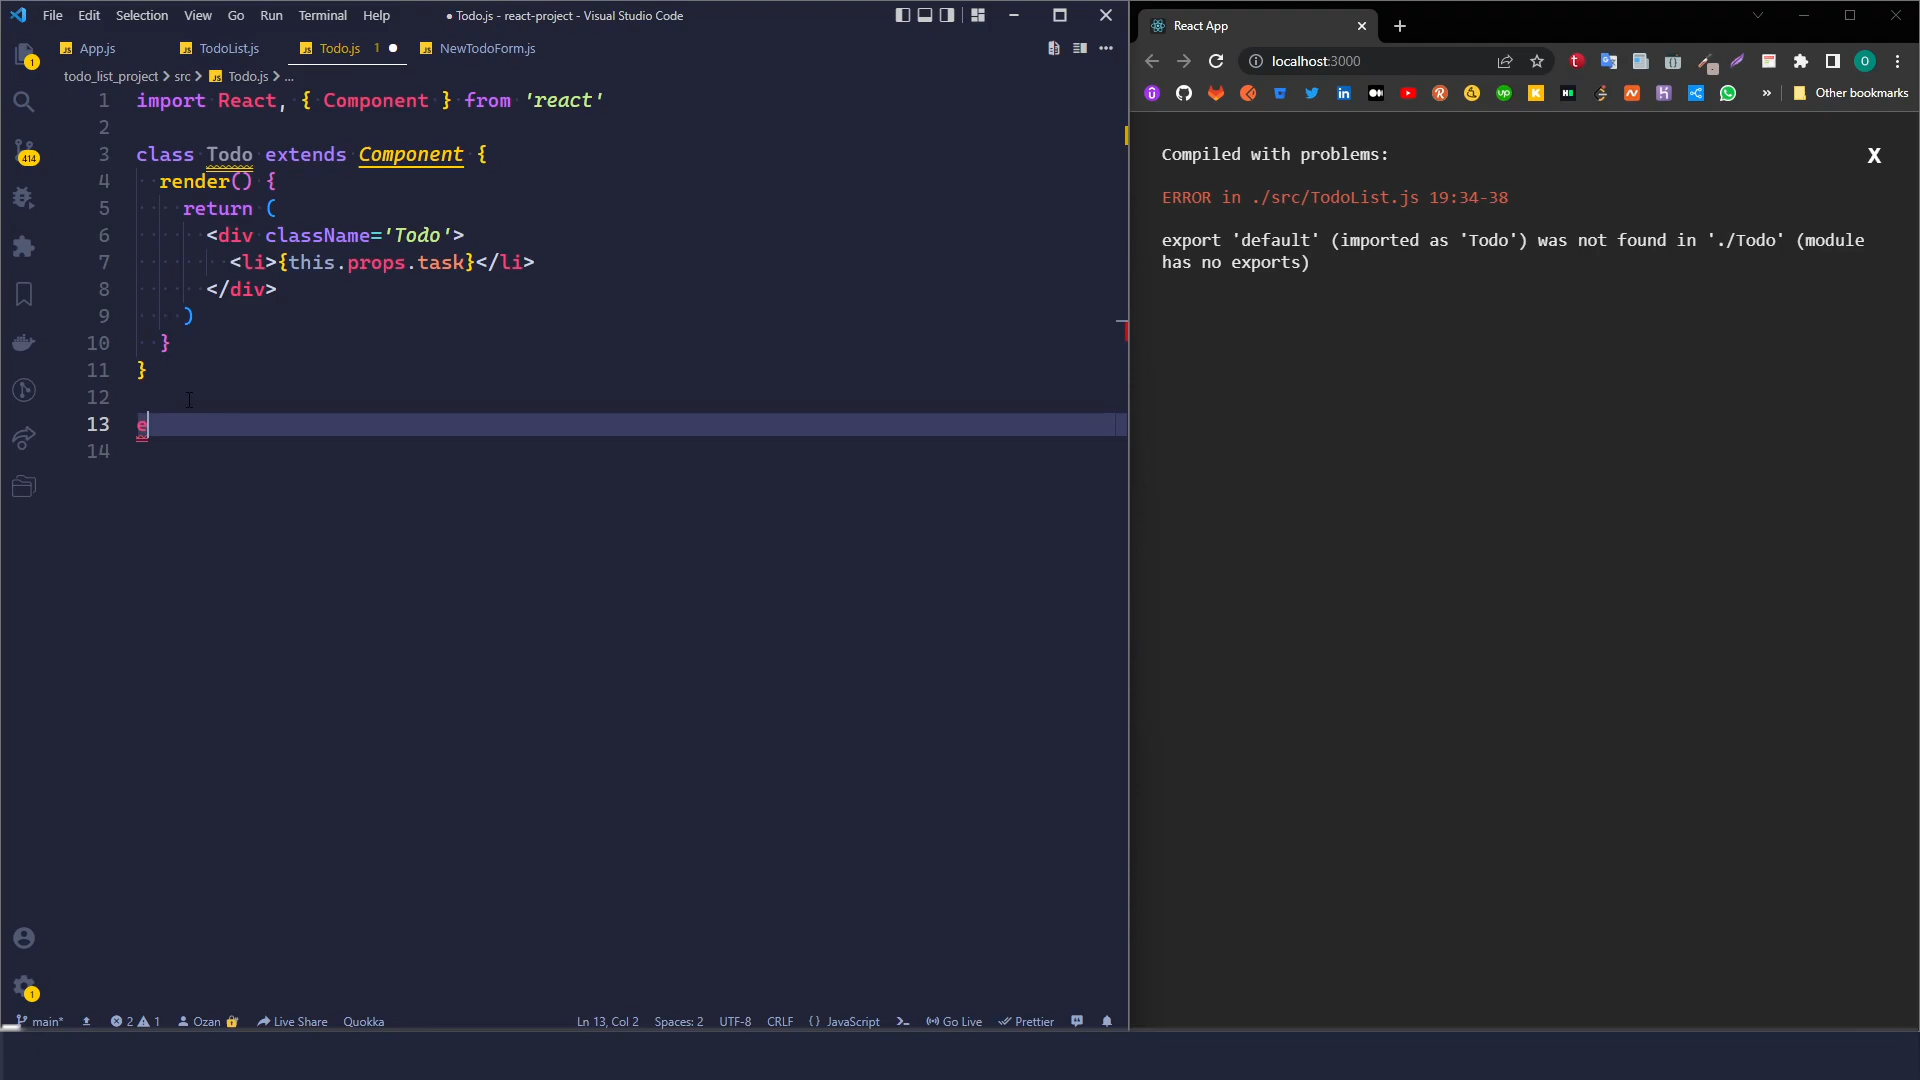 File Edit Selection View Go Run Terminal Help
● Todo.js - react-project - Visual Studio Code
App.js TodoList.js Todo.js 1 ● NewTodoForm.js
todo_list_project > src > Todo.js > ...
1 import React, { Component } from 'react'
2
3 class Todo extends Component {
4 render() {
5 return (
6 <div className='Todo'>
7 <li>{this.props.task}</li>
8 </div>
9 )
10 }
11 }
12
13 e
14
1
414
1
main* 2 1 Ozan Live Share Quokka Ln 13, Col 2 Spaces: 2 UTF-8 CRLF {} JavaScript Go Live Prettier
React App
localhost:3000
Other bookmarks
Compiled with problems: X
ERROR in ./src/TodoList.js 19:34-38
export 'default' (imported as 'Todo') was not found in './Todo' (module
has no exports)